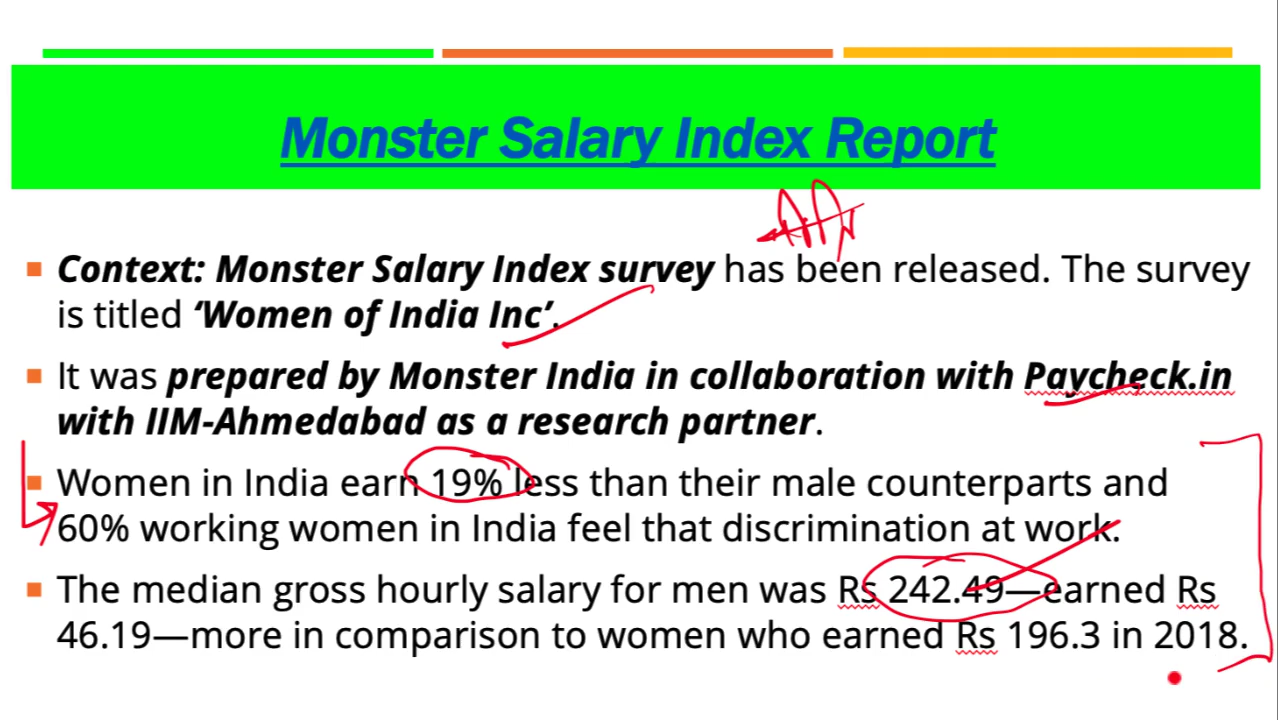 Monster Salary Index Report
Context: Monster Salary Index survey has been released. The survey
is titled ‘Women of India Inc’.
It was prepared by Monster India in collaboration with Paycheck.in
with IIM-Ahmedabad as a research partner.
Women in India earn 19% less than their male counterparts and
60% working women in India feel that discrimination at work.
The median gross hourly salary for men was Rs 242.49—earned Rs
46.19—more in comparison to women who earned Rs 196.3 in 2018.